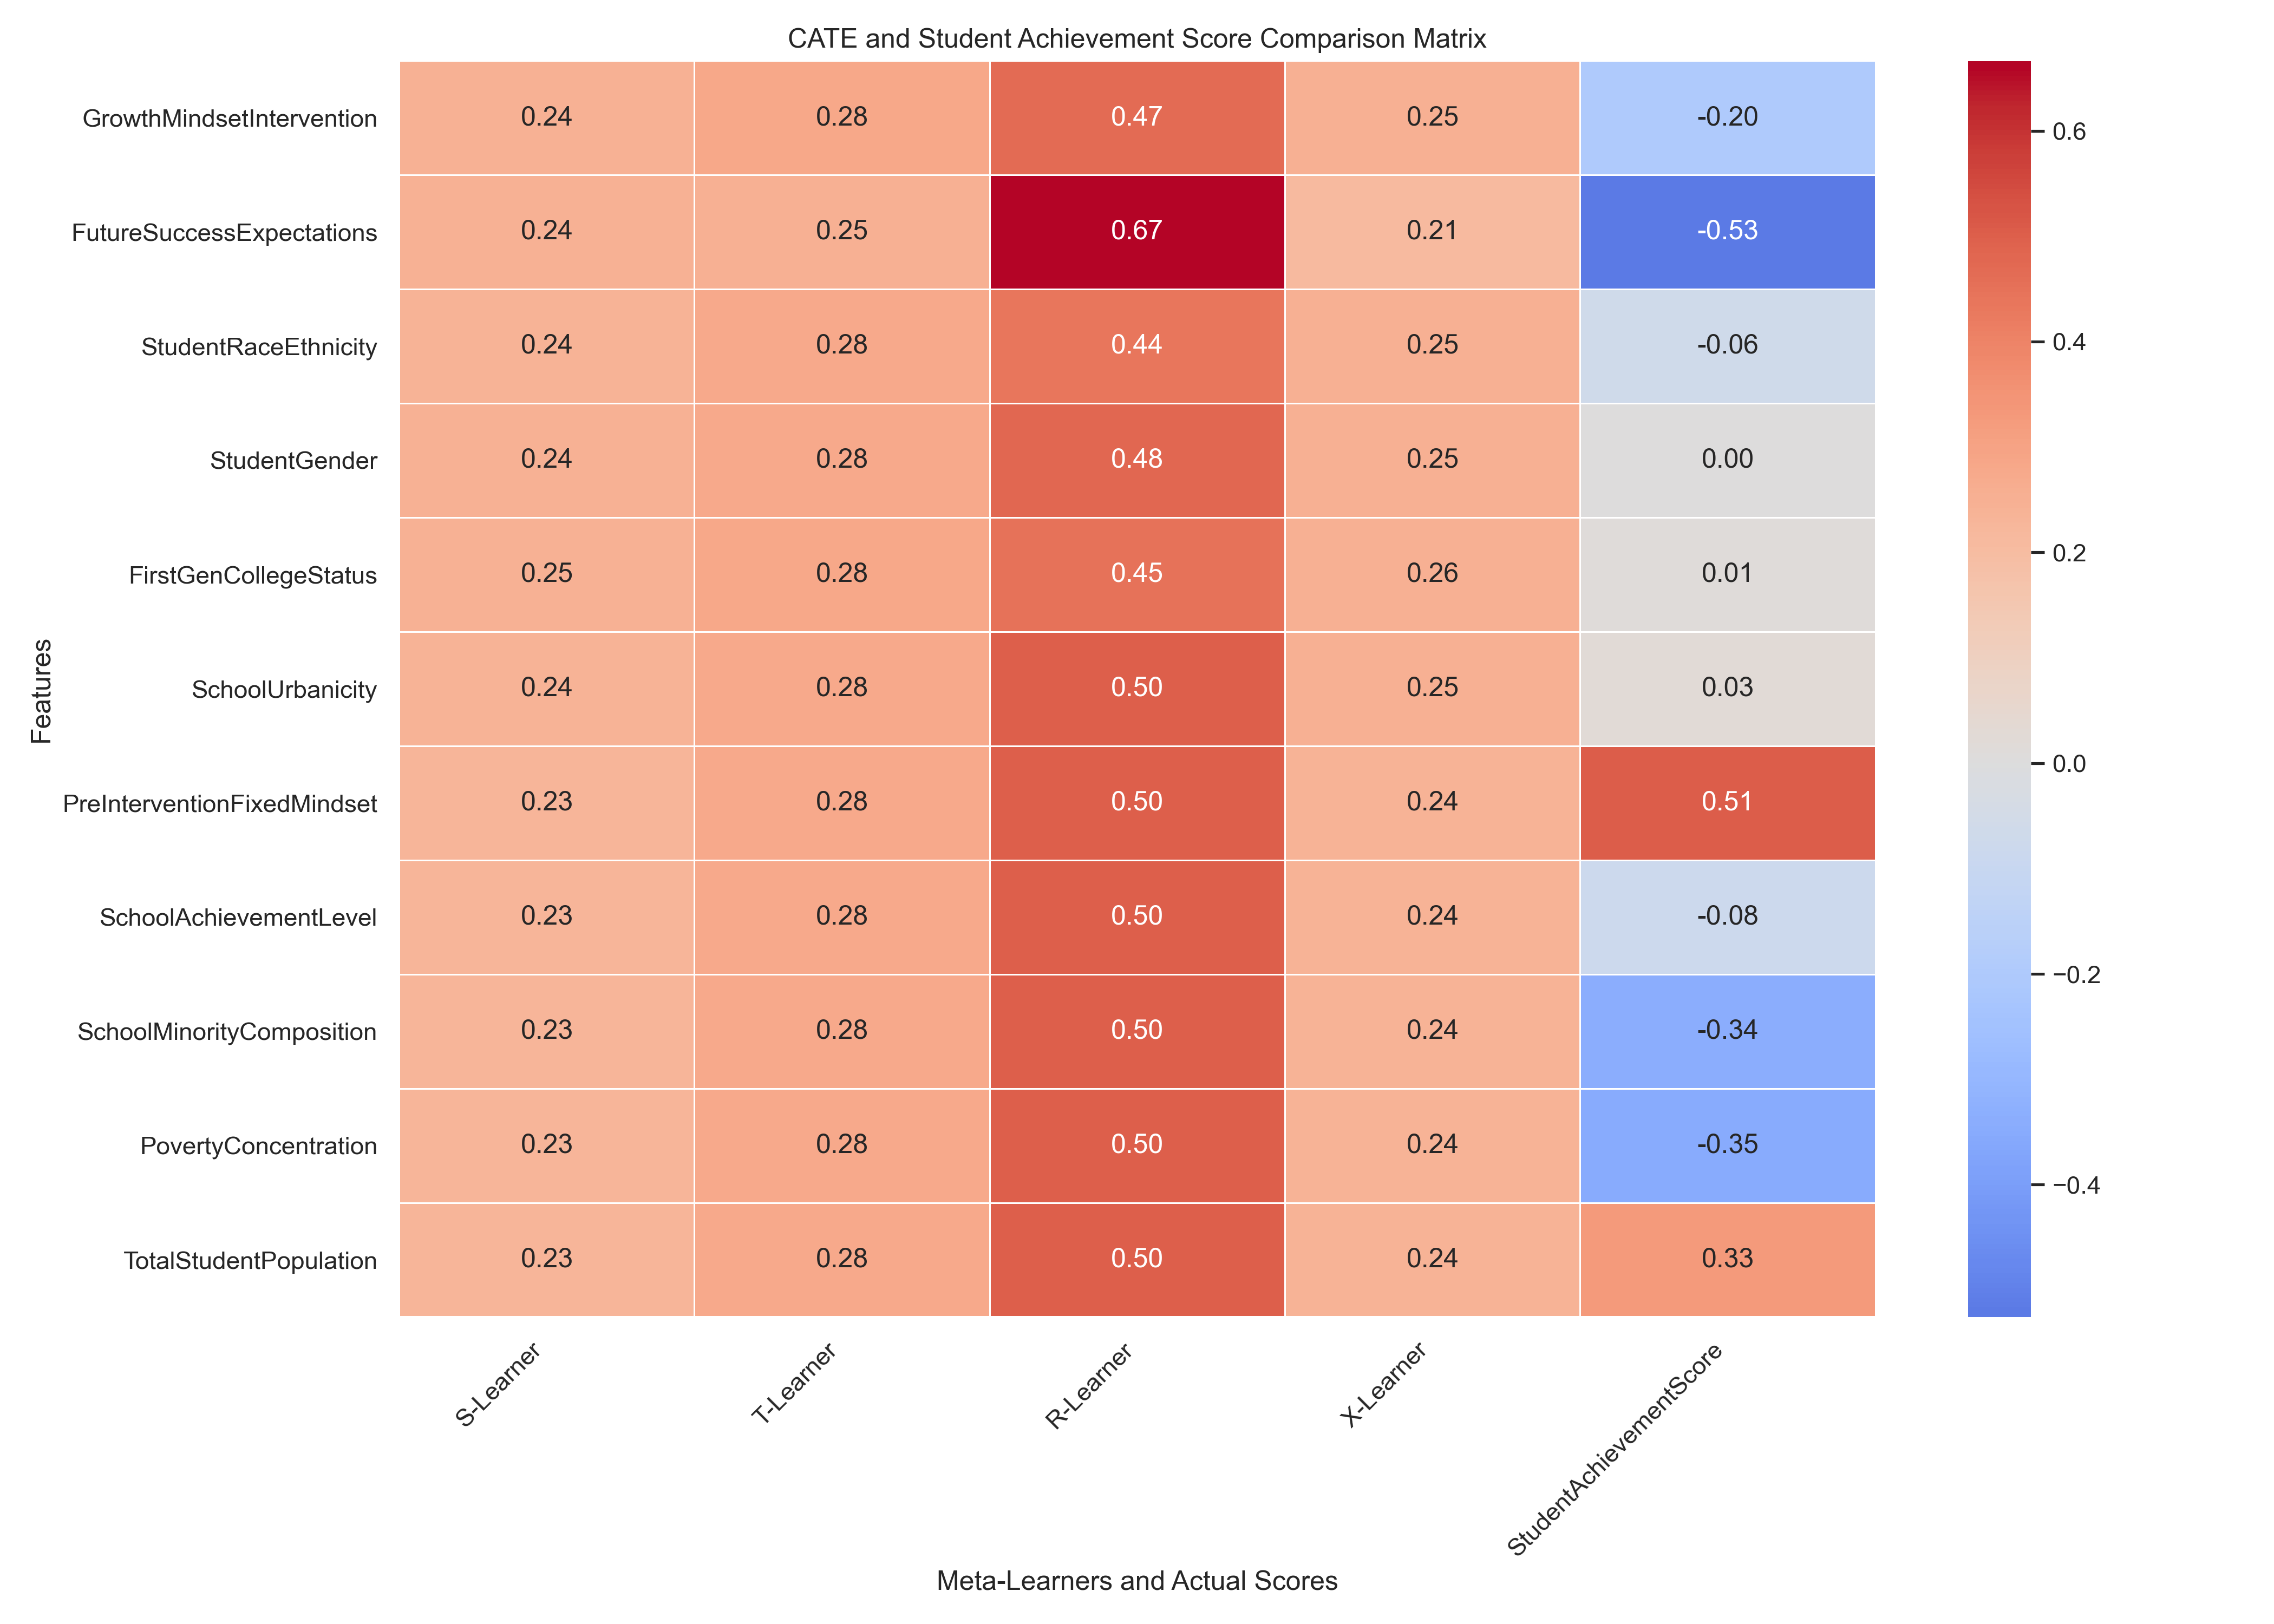 CATE and Student Achievement Score Comparison Matrix
GrowthMindsetIntervention 0.24 0.28 0.47 0.25 -0.20
FutureSuccessExpectations 0.24 0.25 0.67 0.21 -0.53
StudentRaceEthnicity 0.24 0.28 0.44 0.25 -0.06
StudentGender 0.24 0.28 0.48 0.25 0.00
FirstGenCollegeStatus 0.25 0.28 0.45 0.26 0.01
SchoolUrbanicity 0.24 0.28 0.50 0.25 0.03
PreInterventionFixedMindset 0.23 0.28 0.50 0.24 0.51
SchoolAchievementLevel 0.23 0.28 0.50 0.24 -0.08
SchoolMinorityComposition 0.23 0.28 0.50 0.24 -0.34
PovertyConcentration 0.23 0.28 0.50 0.24 -0.35
TotalStudentPopulation 0.23 0.28 0.50 0.24 0.33
Features
S-Learner
T-Learner
R-Learner
X-Learner
StudentAchievementScore
Meta-Learners and Actual Scores
0.6
0.4
0.2
0.0
−0.2
−0.4